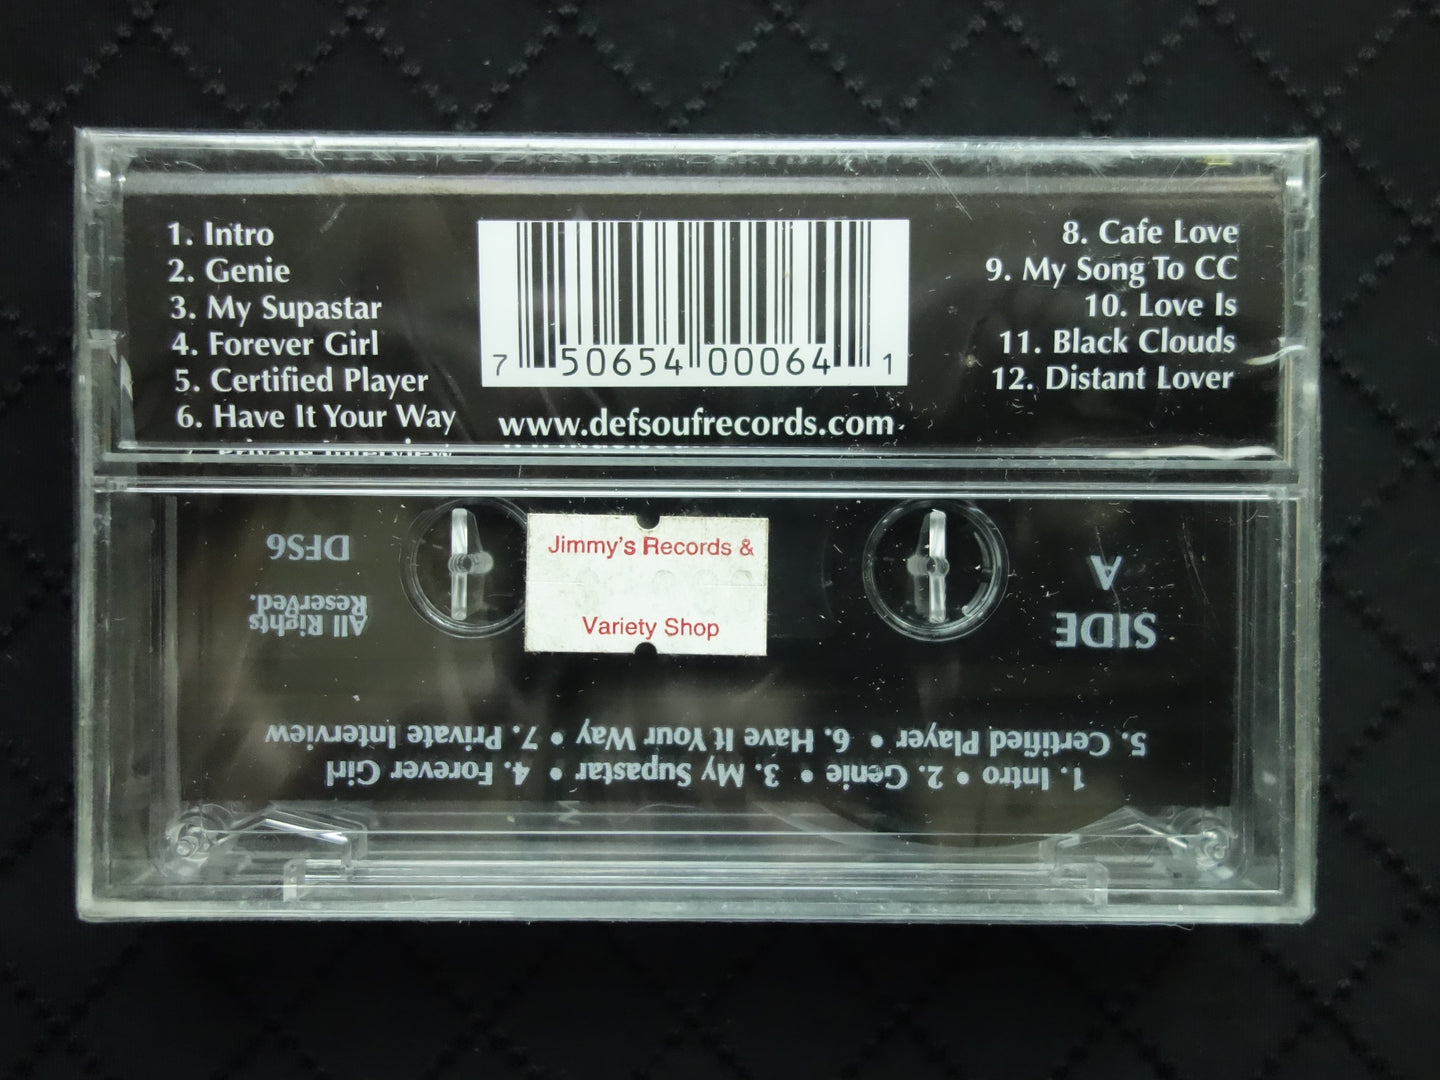 1. Intro
2. Genie
3. My Supastar
4. Forever Girl
5. Certified Player
6. Have It Your Way
7. Private Interview
7 50654 00064 1
www.defsoufrecords.com
8. Cafe Love
9. My Song To CC
10. Love Is
11. Black Clouds
12. Distant Lover
Jimmy's Records &
Variety Shop
SIDE
A
All Rights
Reserved.
DFS6
1. Intro • 2. Genie • 3. My Supastar • 4. Forever Girl
5. Certified Player • 6. Have It Your Way • 7. Private Interview